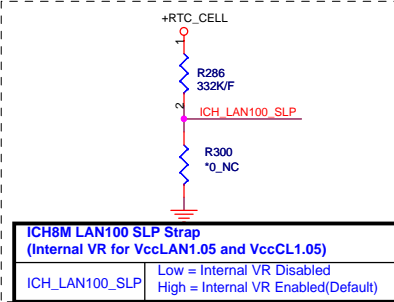 +RTC_CELL
1
R286
332K/F
2
ICH_LAN100_SLP
R300
*0_NC
ICH8M LAN100 SLP Strap
(Internal VR for VccLAN1.05 and VccCL1.05)
ICH_LAN100_SLP
Low = Internal VR Disabled
High = Internal VR Enabled(Default)